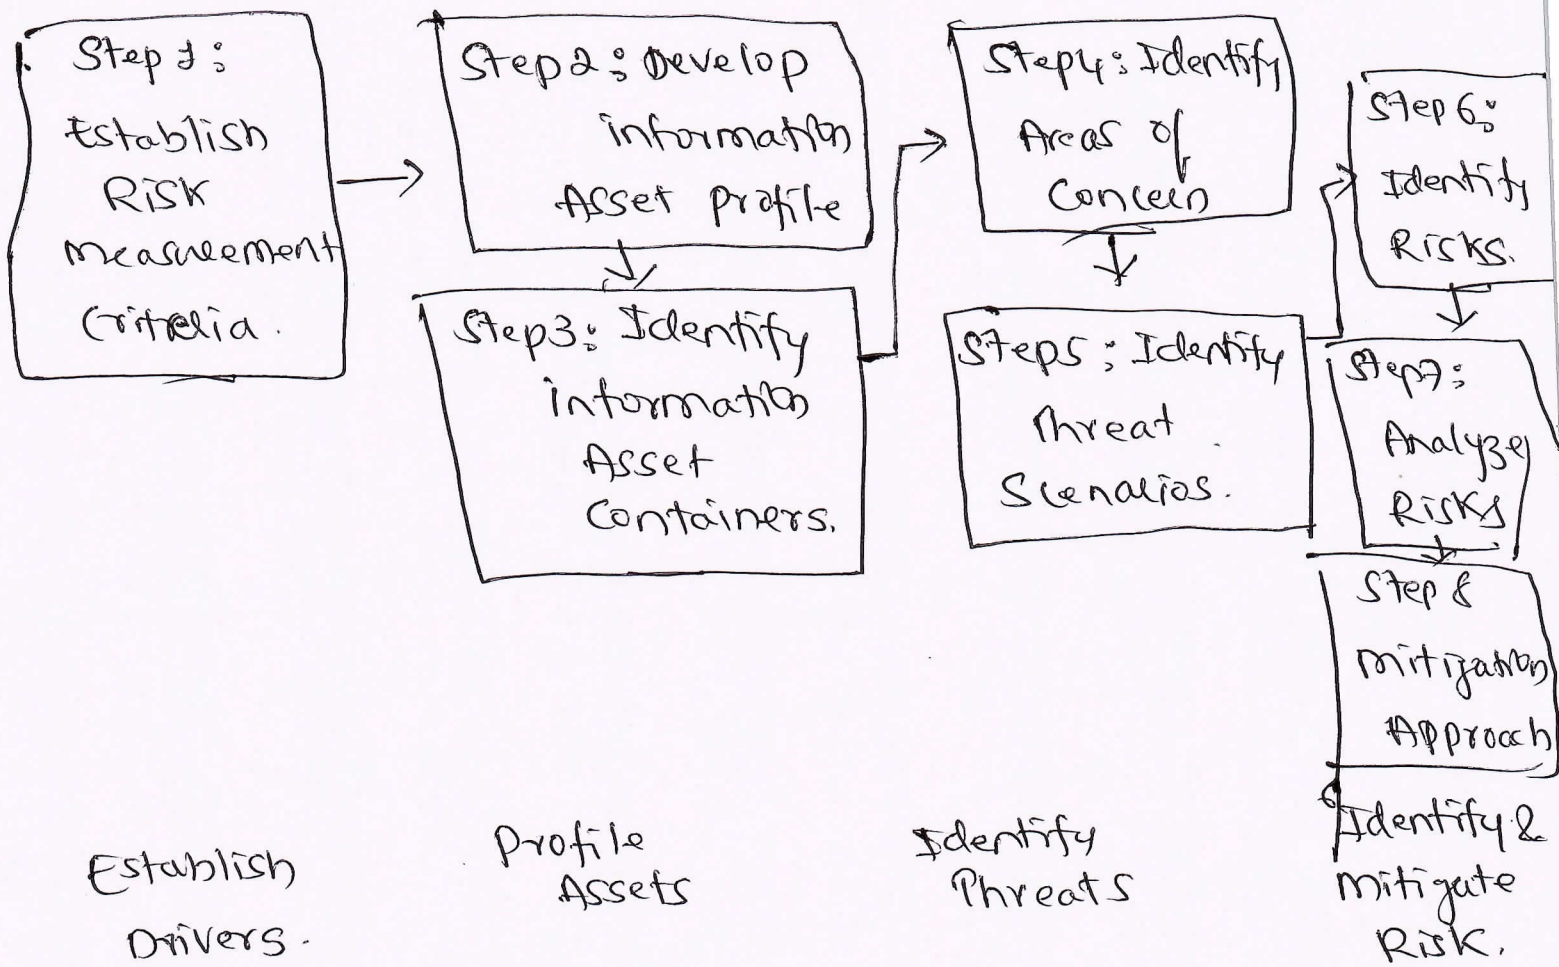 Step 1:
Establish
Risk
measurement
Criteria.
Step 2: Develop
information
Asset profile
Step 3: Identify
information
Asset
Containers.
Step 4: Identify
Areas of
Concern
Step 5: Identify
Threat
Scenarios.
Step 6:
Identify
Risks.
Step 7:
Analyze
Risks
Step 8
mitigation
Approach
Establish
Drivers.
Profile
Assets
Identify
Threats
Identify &
mitigate
Risk.